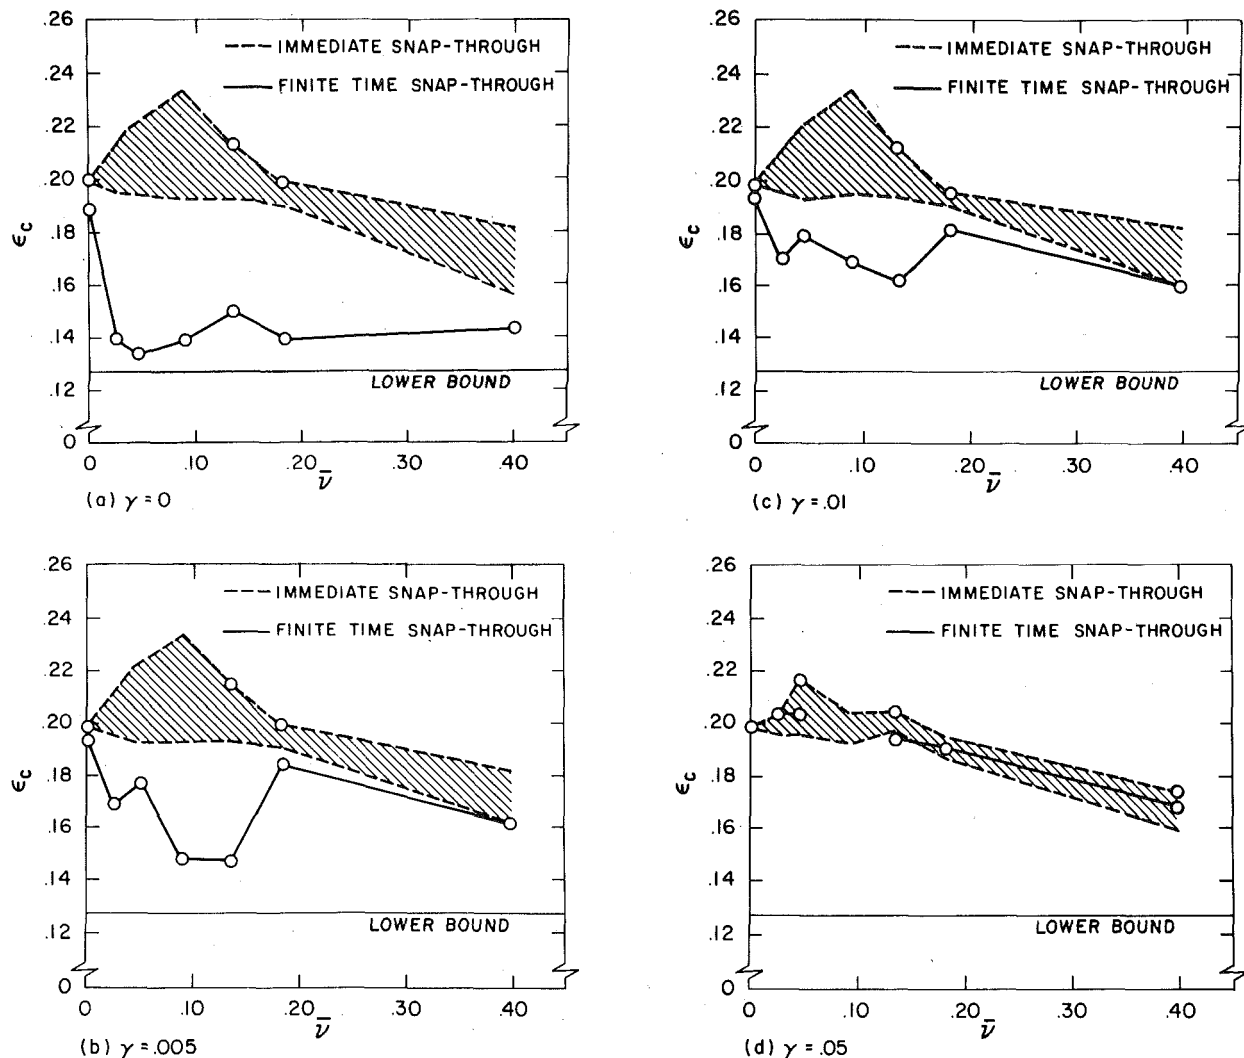 .26
.24
.22
.20
.18
.16
.14
.12
0
ϵc
--- IMMEDIATE SNAP-THROUGH
— FINITE TIME SNAP-THROUGH
LOWER BOUND
0 .10 .20 .30 .40
ν̄
(a) γ = 0
.26
.24
.22
.20
.18
.16
.14
.12
0
ϵc
--- IMMEDIATE SNAP-THROUGH
— FINITE TIME SNAP-THROUGH
LOWER BOUND
0 .10 .20 .30 .40
ν̄
(c) γ = .01
.26
.24
.22
.20
.18
.16
.14
.12
0
ϵc
--- IMMEDIATE SNAP-THROUGH
— FINITE TIME SNAP-THROUGH
LOWER BOUND
0 .10 .20 .30 .40
ν̄
(b) γ = .005
.26
.24
.22
.20
.18
.16
.14
.12
0
ϵc
--- IMMEDIATE SNAP-THROUGH
— FINITE TIME SNAP-THROUGH
LOWER BOUND
0 .10 .20 .30 .40
ν̄
(d) γ = .05